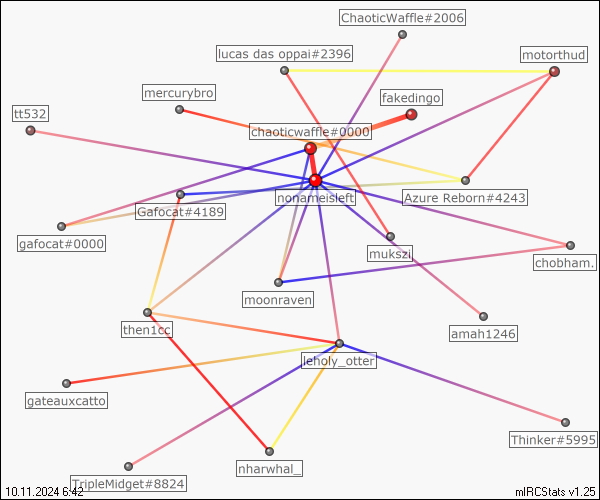 ChaoticWaffle#2006
lucas das oppai#2396
motorthud
mercurybro
fakedingo
tt532
chaoticwaffle#0000
nonameisleft
Azure Reborn#4243
Gafocat#4189
gafocat#0000
mukszi
chobham.
moonraven
then1cc
amah1246
leholy_otter
gateauxcatto
Thinker#5995
nharwhal_
TripleMidget#8824
10.11.2024 6:42
mIRCStats v1.25